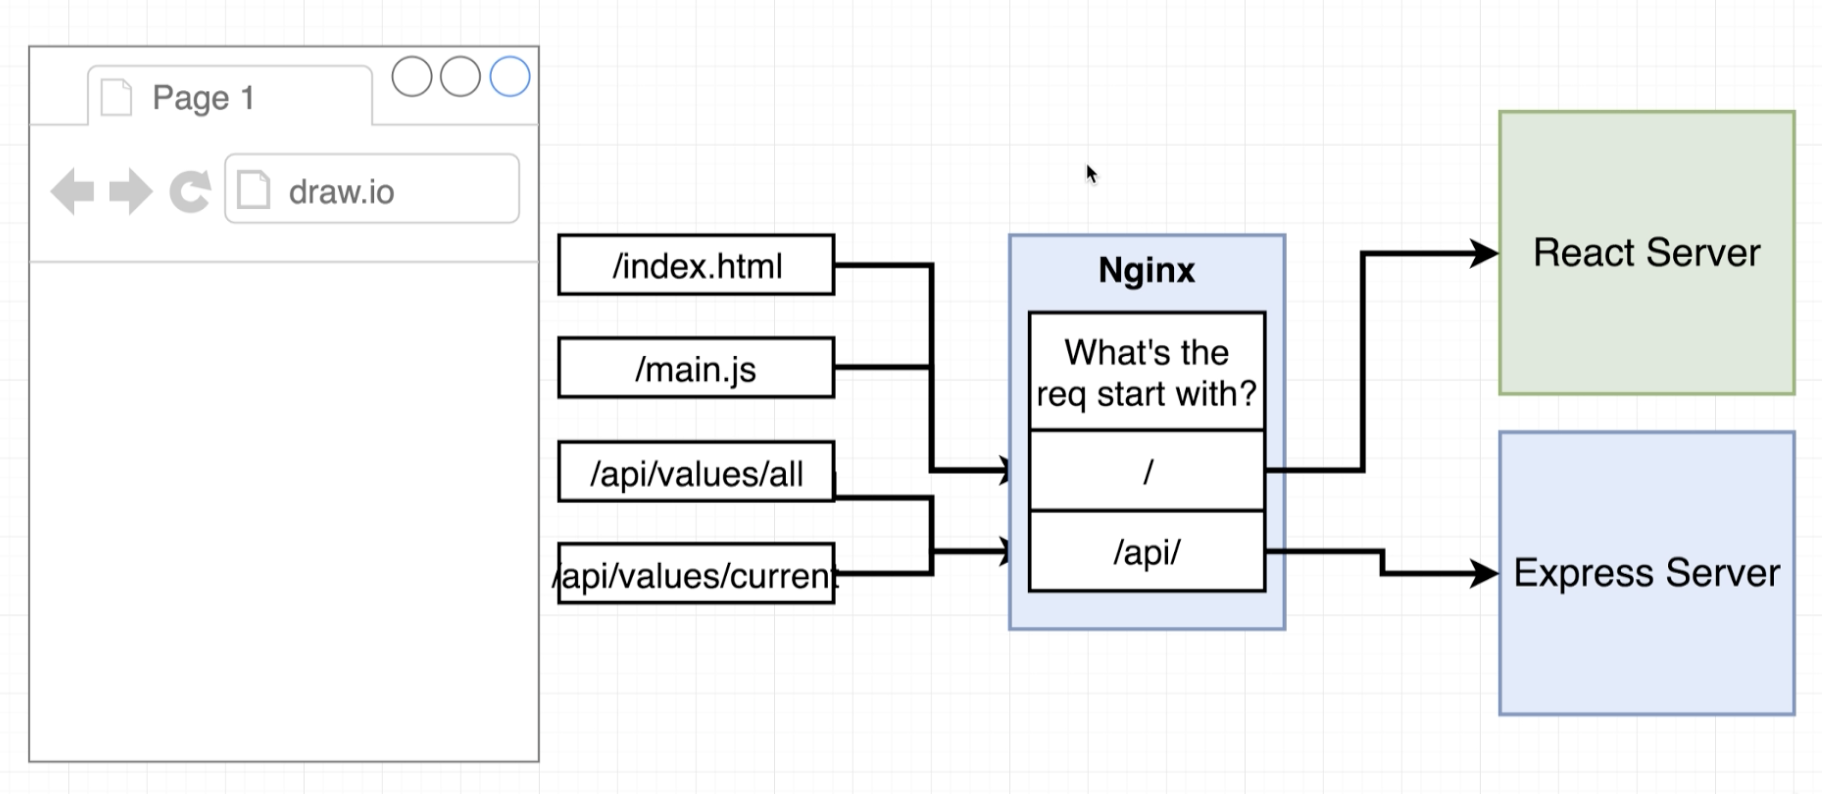 Page 1
draw.io
/index.html
/main.js
/api/values/all
/api/values/current
Nginx
What's the
req start with?
/
/api/
React Server
Express Server